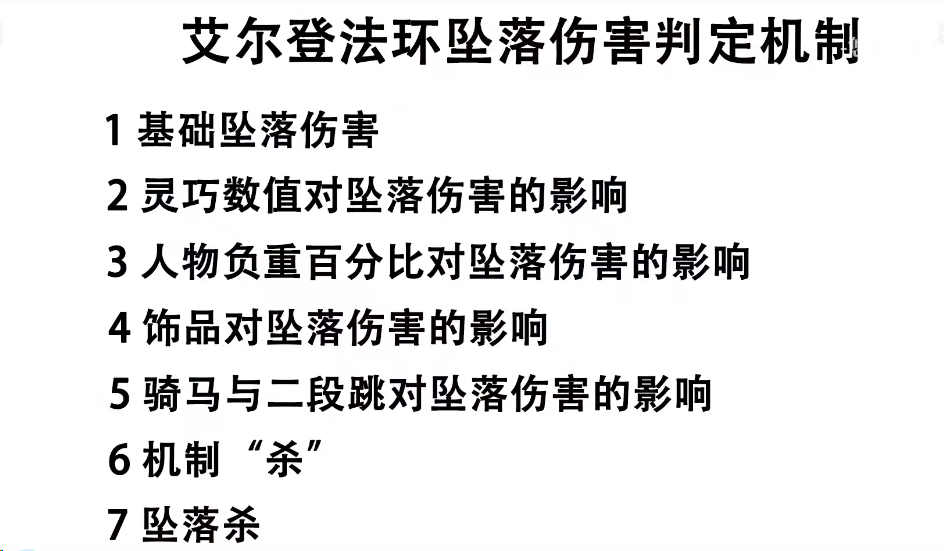 艾尔登法环坠落伤害判定机制
1 基础坠落伤害
2 灵巧数值对坠落伤害的影响
3 人物负重百分比对坠落伤害的影响
4 饰品对坠落伤害的影响
5 骑马与二段跳对坠落伤害的影响
6 机制“杀”
7 坠落杀